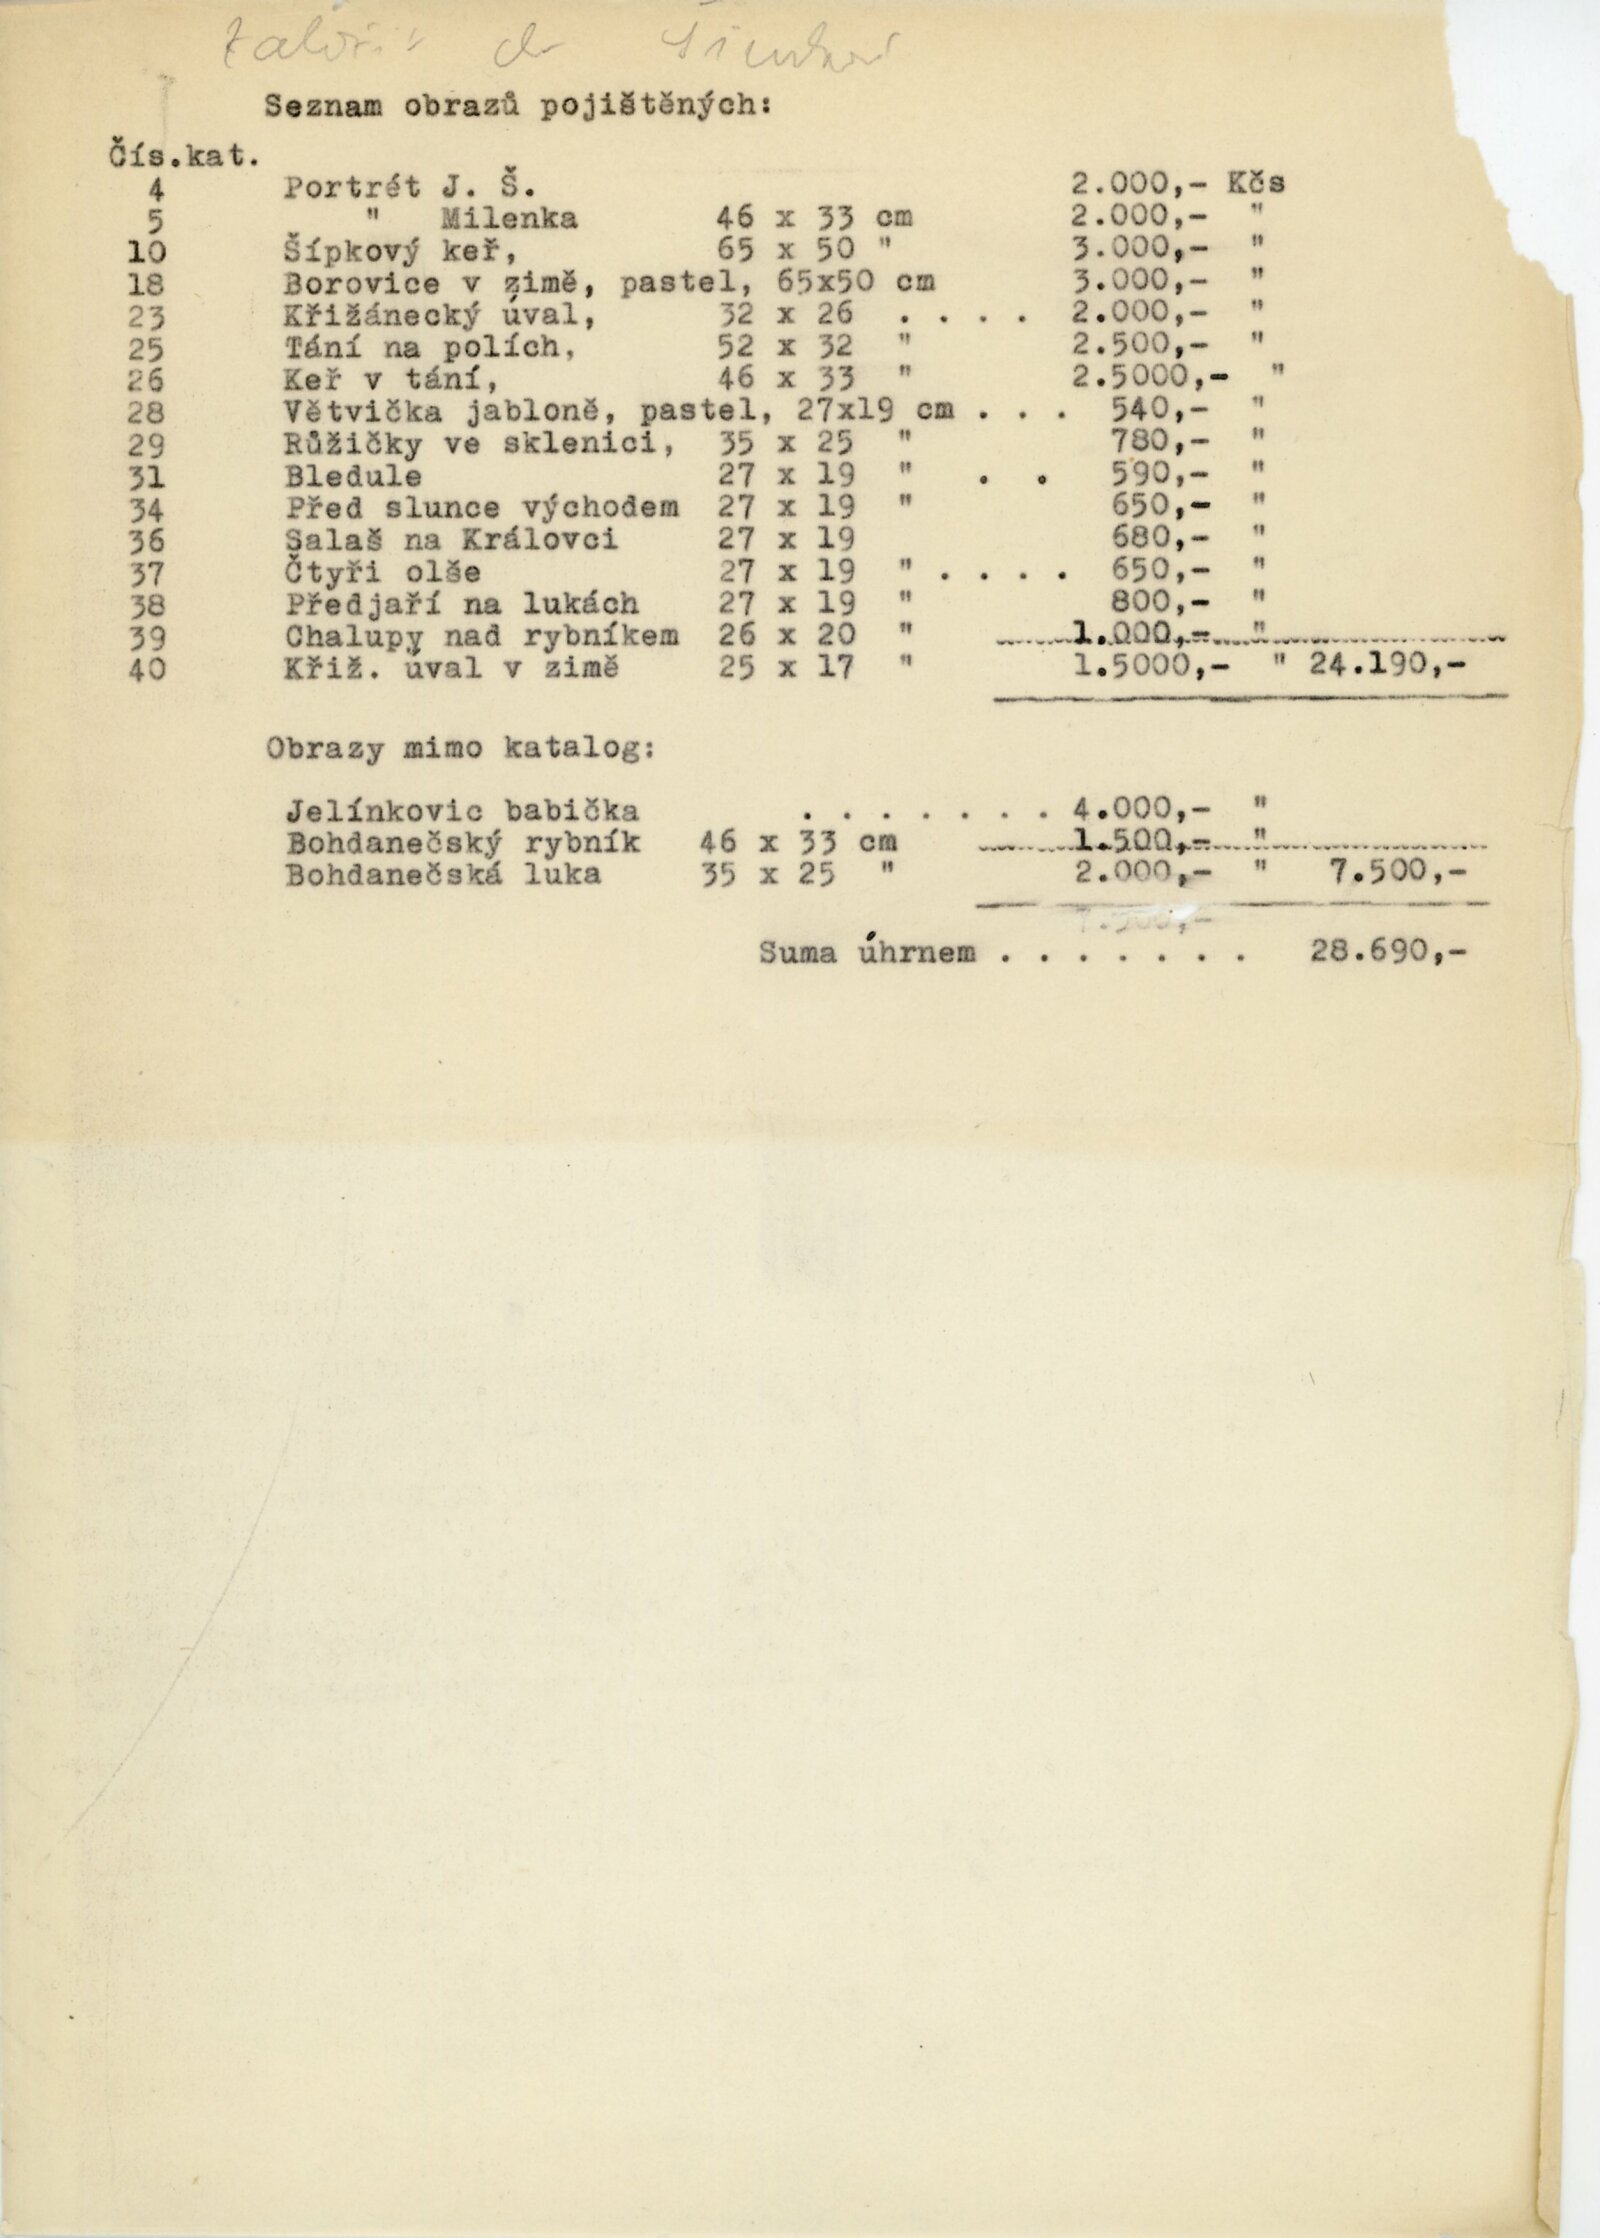 Seznam obrazů pojištěných:
Čís.kat.
4 Portrét J. Š. 2.000,- Kčs
5 " Milenka 46 x 33 cm 2.000,- "
10 Šípkový keř, 65 x 50 " 3.000,- "
18 Borovice v zimě, pastel, 65x50 cm 3.000,- "
23 Křižánecký úval, 32 x 26 . . . . 2.000,- "
25 Tání na polích, 52 x 32 " 2.500,- "
26 Keř v tání, 46 x 33 " 2.5000,- "
28 Větvička jabloně, pastel, 27x19 cm . . . 540,- "
29 Růžičky ve sklenici, 35 x 25 " 780,- "
31 Bledule 27 x 19 " . . 590,- "
34 Před slunce východem 27 x 19 " 650,- "
36 Salaš na Královci 27 x 19 680,- "
37 Čtyři olše 27 x 19 " . . . . 650,- "
38 Předjaří na lukách 27 x 19 " 800,- "
39 Chalupy nad rybníkem 26 x 20 " 1.000,- "
40 Křiž. úval v zimě 25 x 17 " 1.5000,- " 24.190,-
Obrazy mimo katalog:
Jelínkovic babička . . . . . . . 4.000,- "
Bohdanečský rybník 46 x 33 cm 1.500,- "
Bohdanečská luka 35 x 25 " 2.000,- " 7.500,-
7.500,-
Suma úhrnem . . . . . . . 28.690,-